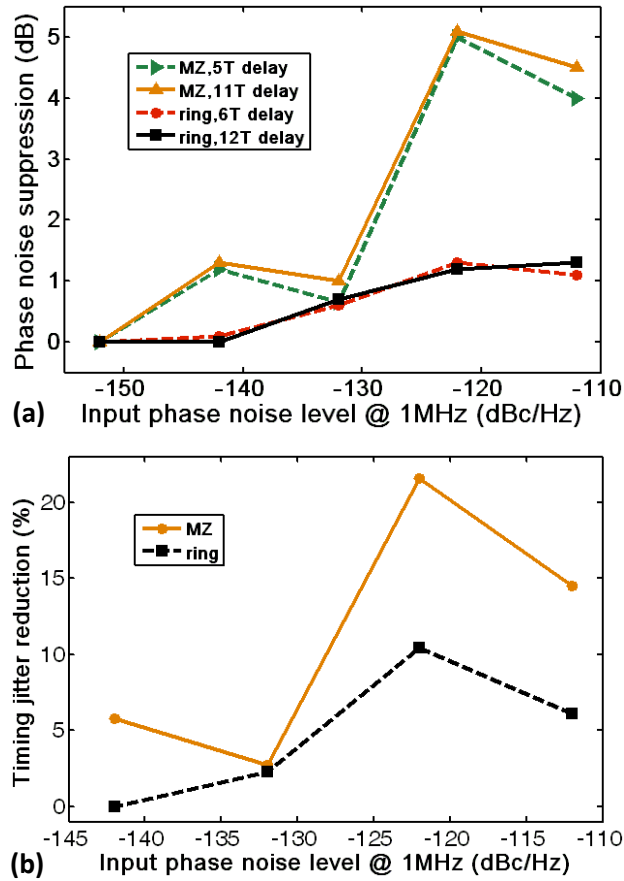 Phase noise suppression (dB)
5
4
3
2
1
0
MZ,5T delay
MZ,11T delay
ring,6T delay
ring,12T delay
-150 -140 -130 -120 -110
(a) Input phase noise level @ 1MHz (dBc/Hz)
Timing jitter reduction (%)
20
15
10
5
0
MZ
ring
-145 -140 -135 -130 -125 -120 -115 -110
(b) Input phase noise level @ 1MHz (dBc/Hz)